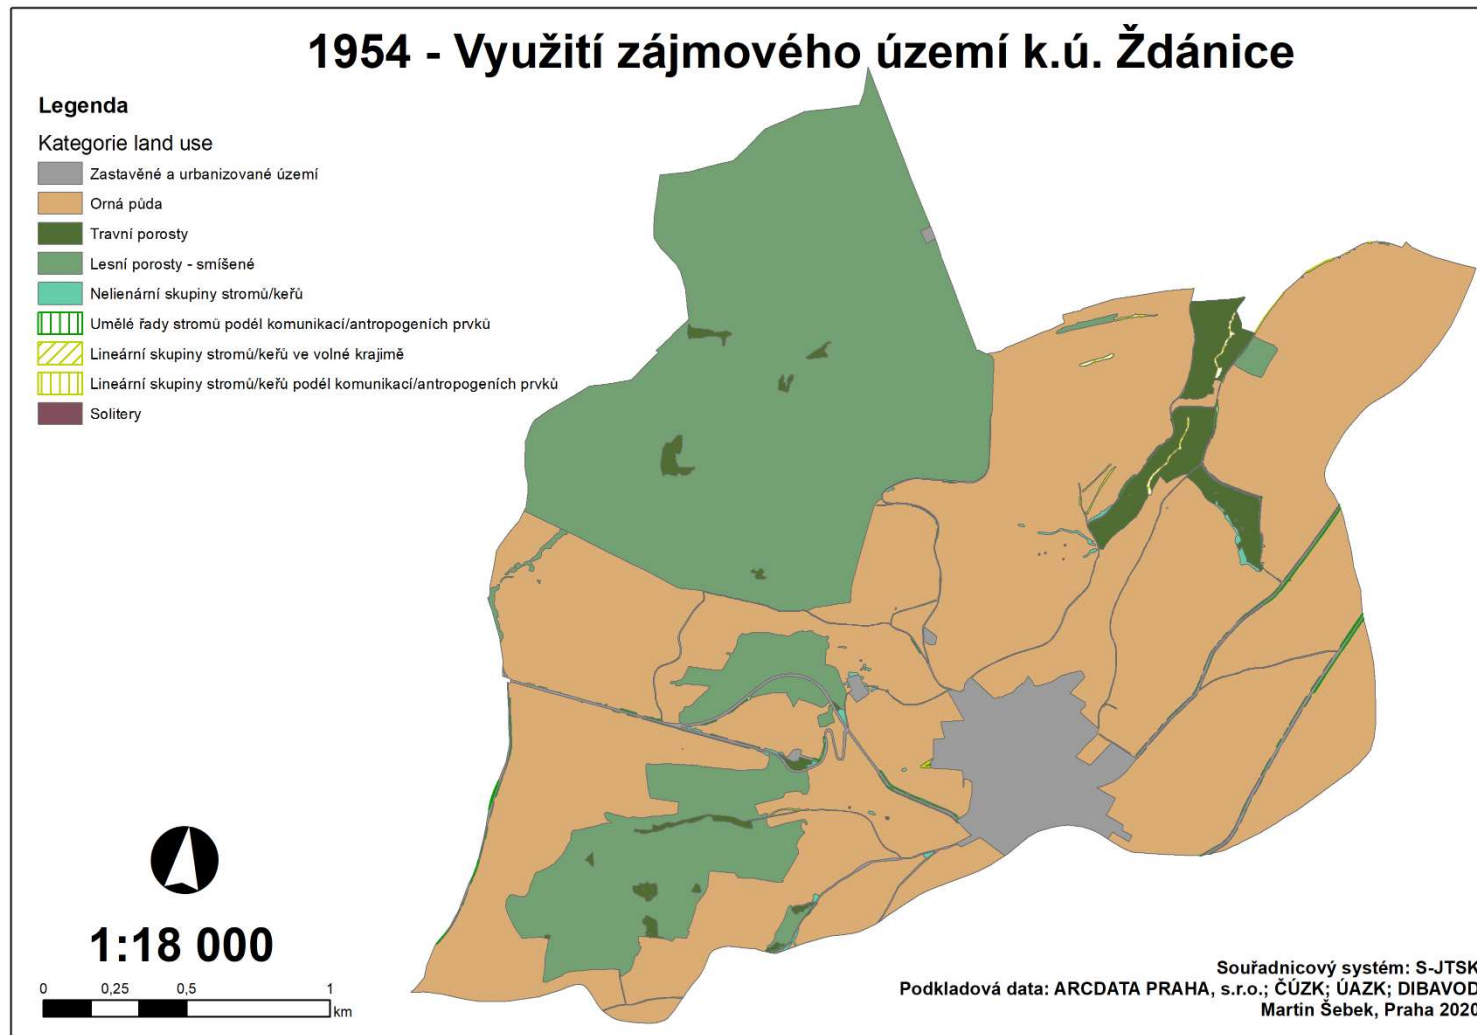 1954 - Využití zájmového území k.ú. Ždánice
Legenda
Kategorie land use
Zastavěné a urbanizované území
Orná půda
Travní porosty
Lesní porosty - smíšené
Nelienární skupiny stromů/keřů
Umělé řady stromů podél komunikací/antropogeních prvků
Lineární skupiny stromů/keřů ve volné krajimě
Lineární skupiny stromů/keřů podél komunikací/antropogeních prvků
Solitery
1:18 000
0 0,25 0,5 1
km
Souřadnicový systém: S-JTSK
Podkladová data: ARCDATA PRAHA, s.r.o.; ČÚZK; ÚAZK; DIBAVOD
Martin Šebek, Praha 2020